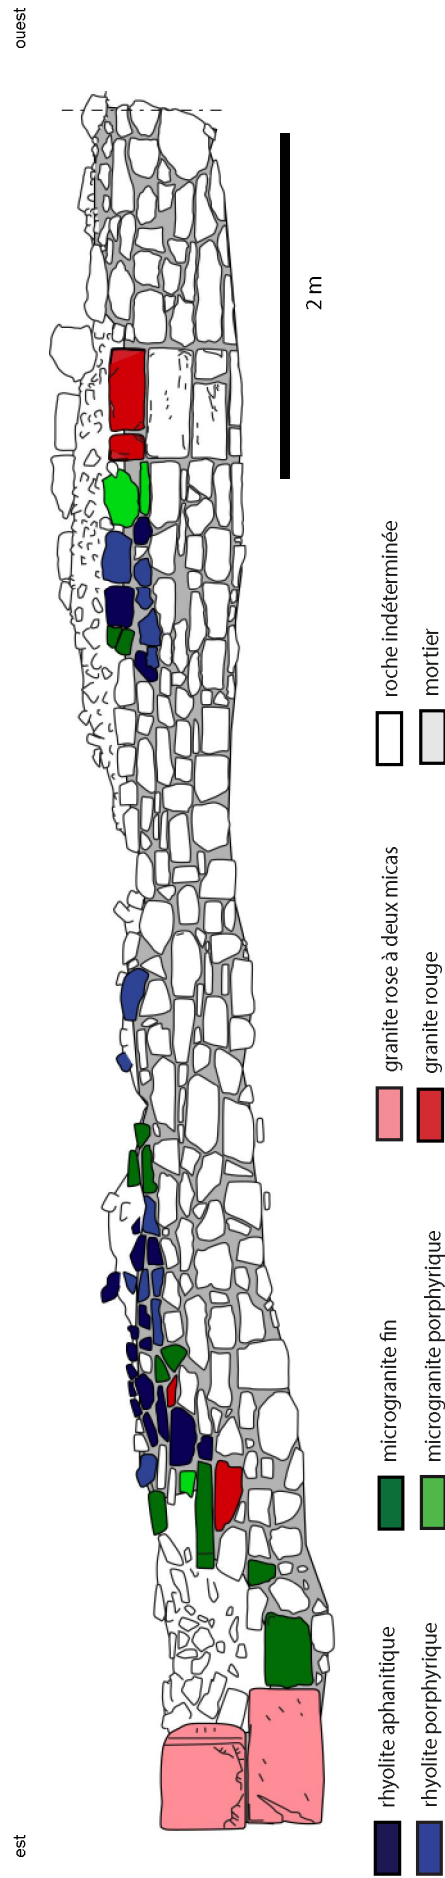 est
ouest
2 m
rhyolite aphanitique
microgranite fin
granite rose à deux micas
roche indéterminée
rhyolite porphyrique
microgranite porphyrique
granite rouge
mortier